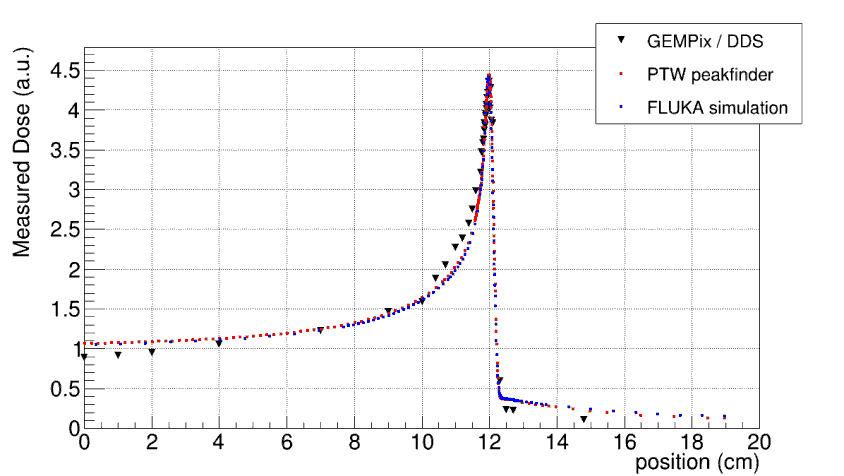 GEMPix / DDS
PTW peakfinder
FLUKA simulation
Measured Dose (a.u.)
4.5
4
3.5
3
2.5
2
1.5
1
0.5
0
0 2 4 6 8 10 12 14 16 18 20
position (cm)